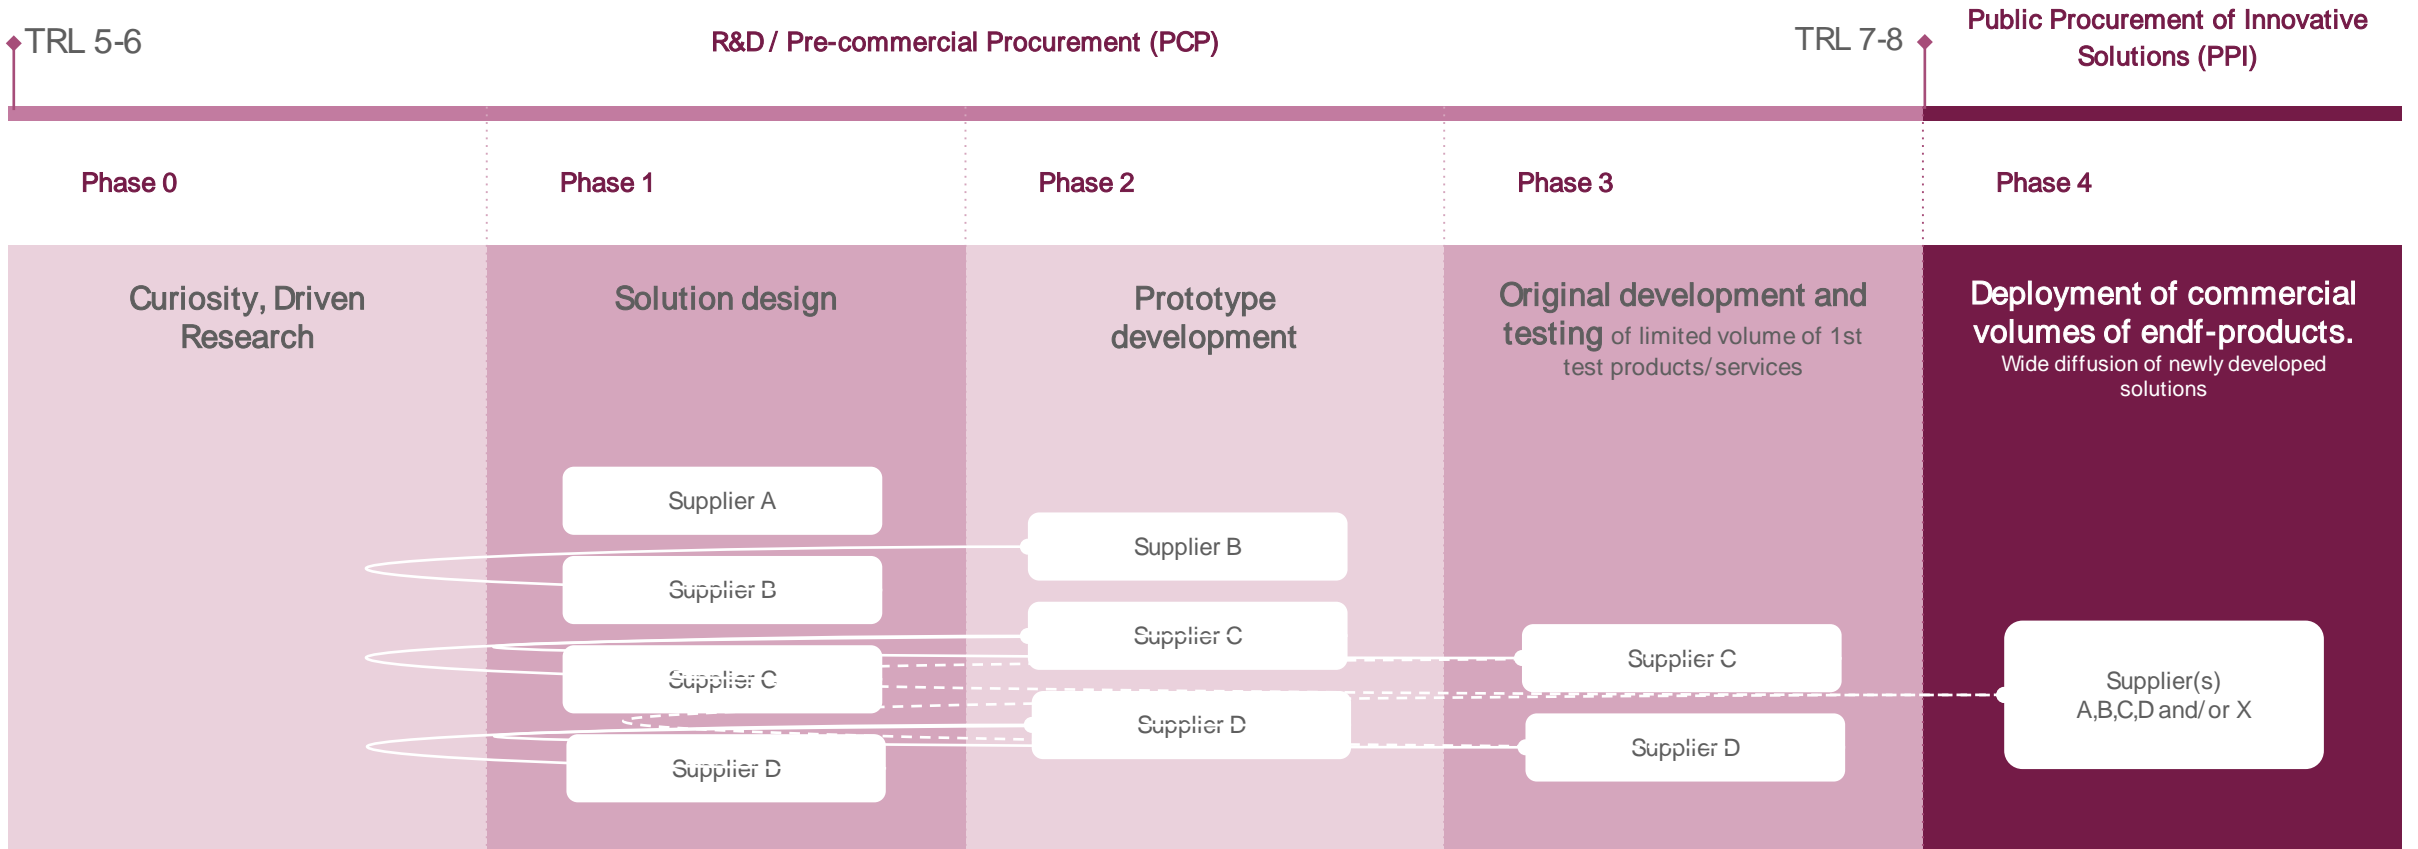 TRL 5-6
R&D / Pre-commercial Procurement (PCP)
TRL 7-8
Public Procurement of Innovative
Solutions (PPI)
Phase 0
Phase 1
Phase 2
Phase 3
Phase 4
Curiosity, Driven
Research
Solution design
Prototype
development
Original development and
testing of limited volume of 1st
test products/services
Deployment of commercial
volumes of endf-products.
Wide diffusion of newly developed
solutions
Supplier A
Supplier B
Supplier C
Supplier D
Supplier B
Supplier C
Supplier D
Supplier C
Supplier D
Supplier(s)
A,B,C,D and/or X